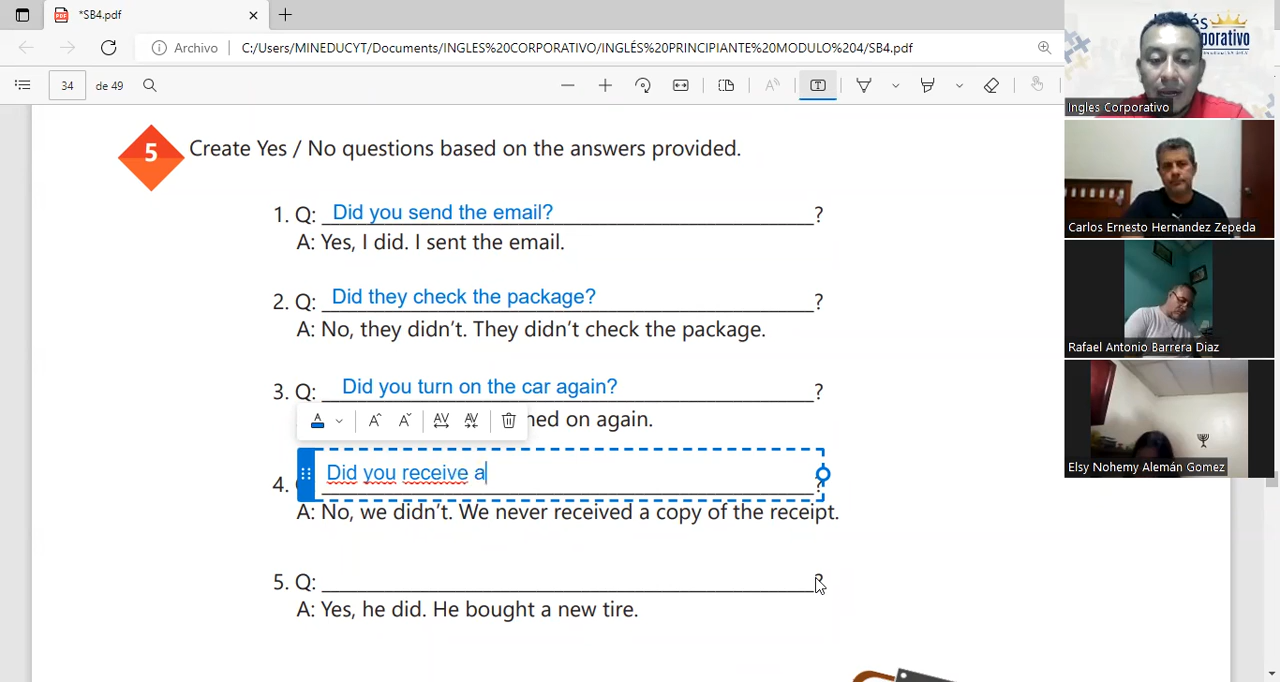 *SB4.pdf
Archivo C:/Users/MINEDUCYT/Documents/INGLES%20CORPORATIVO/INGLÉS%20PRINCIPIANTE%20MODULO%204/SB4.pdf
34 de 49
5 Create Yes / No questions based on the answers provided.
1. Q: Did you send the email? ?
A: Yes, I did. I sent the email.
2. Q: Did they check the package? ?
A: No, they didn't. They didn't check the package.
3. Q: Did you turn on the car again? ?
ned on again.
4. Did you receive a
A: No, we didn't. We never received a copy of the receipt.
5. Q: ?
A: Yes, he did. He bought a new tire.
Ingles Corporativo
Carlos Ernesto Hernandez Zepeda
Rafael Antonio Barrera Diaz
Elsy Nohemy Alemán Gomez